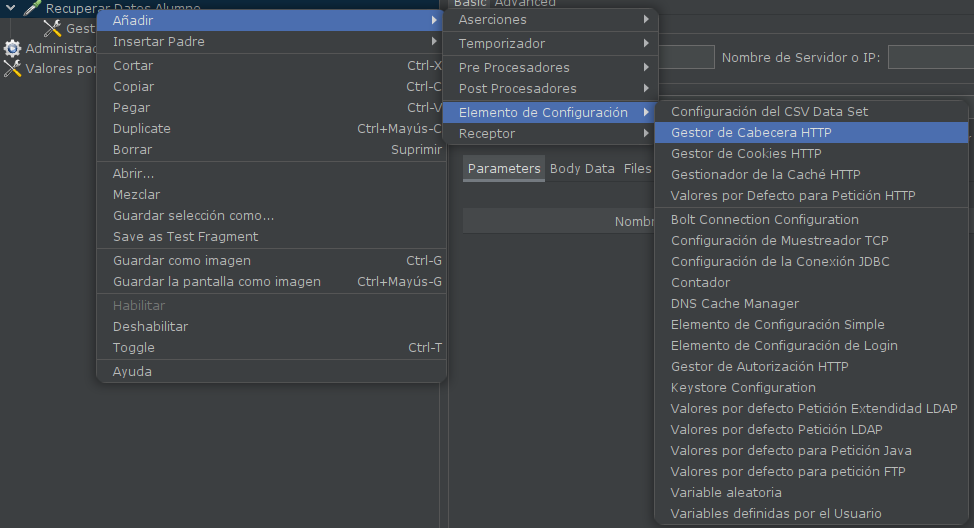 Recuperar Datos Alumno
Gest
Administrac
Valores por
Basic Advanced
Nombre de Servidor o IP:
Parameters Body Data Files
Nombr
Añadir
Insertar Padre
Cortar Ctrl-X
Copiar Ctrl-C
Pegar Ctrl-V
Duplicate Ctrl+Mayús-C
Borrar Suprimir
Abrir...
Mezclar
Guardar selección como...
Save as Test Fragment
Guardar como imagen Ctrl-G
Guardar la pantalla como imagen Ctrl+Mayús-G
Habilitar
Deshabilitar
Toggle Ctrl-T
Ayuda
Aserciones
Temporizador
Pre Procesadores
Post Procesadores
Elemento de Configuración
Receptor
Configuración del CSV Data Set
Gestor de Cabecera HTTP
Gestor de Cookies HTTP
Gestionador de la Caché HTTP
Valores por Defecto para Petición HTTP
Bolt Connection Configuration
Configuración de Muestreador TCP
Configuración de la Conexión JDBC
Contador
DNS Cache Manager
Elemento de Configuración Simple
Elemento de Configuración de Login
Gestor de Autorización HTTP
Keystore Configuration
Valores por defecto Petición Extendidad LDAP
Valores por defecto Petición LDAP
Valores por defecto para Petición Java
Valores por defecto para petición FTP
Variable aleatoria
Variables definidas por el Usuario